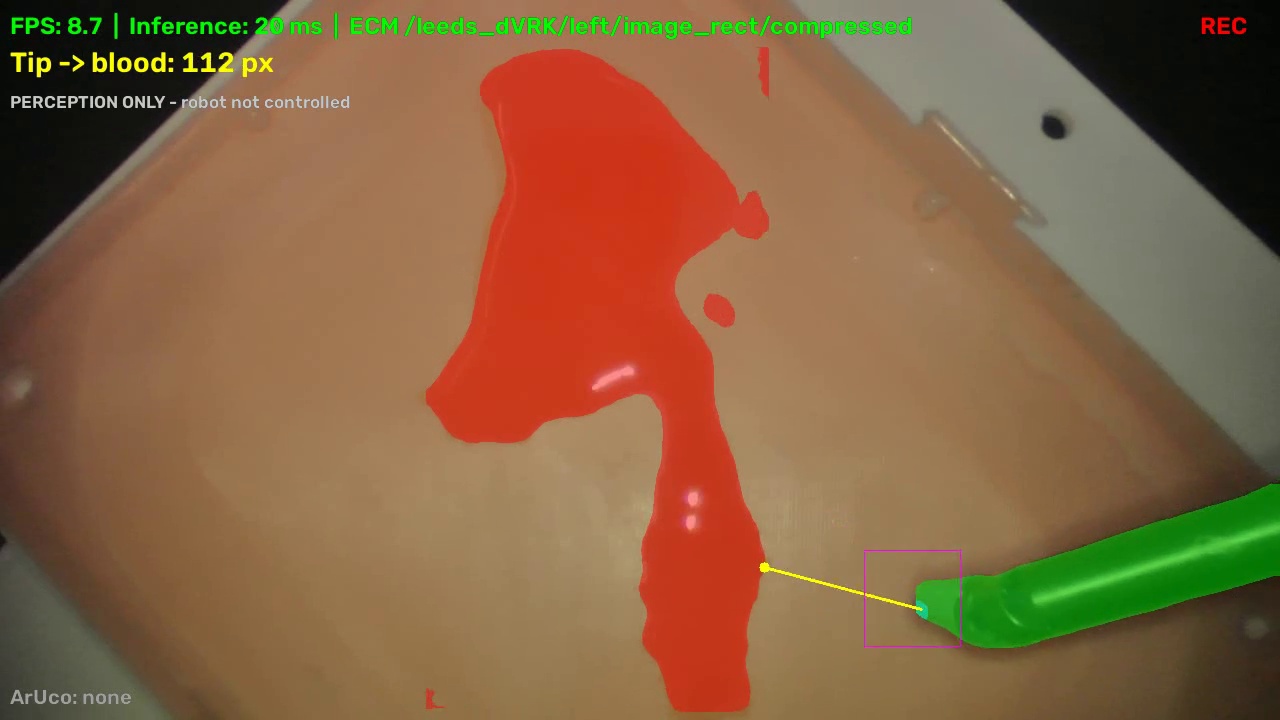 FPS: 8.7 | Inference: 20 ms | ECM /leeds_dVRK/left/image_rect/compressed
REC
Tip -> blood: 112 px
PERCEPTION ONLY - robot not controlled
ArUco: none